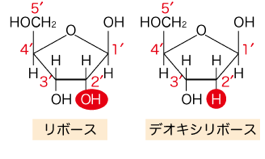 5′ 5′
HOCH₂ O OH HOCH₂ O OH
4′ 1′ 4′ 1′
H H H H H H H H
3′ 2′ 3′ 2′
OH OH OH H
リボース デオキシリボース